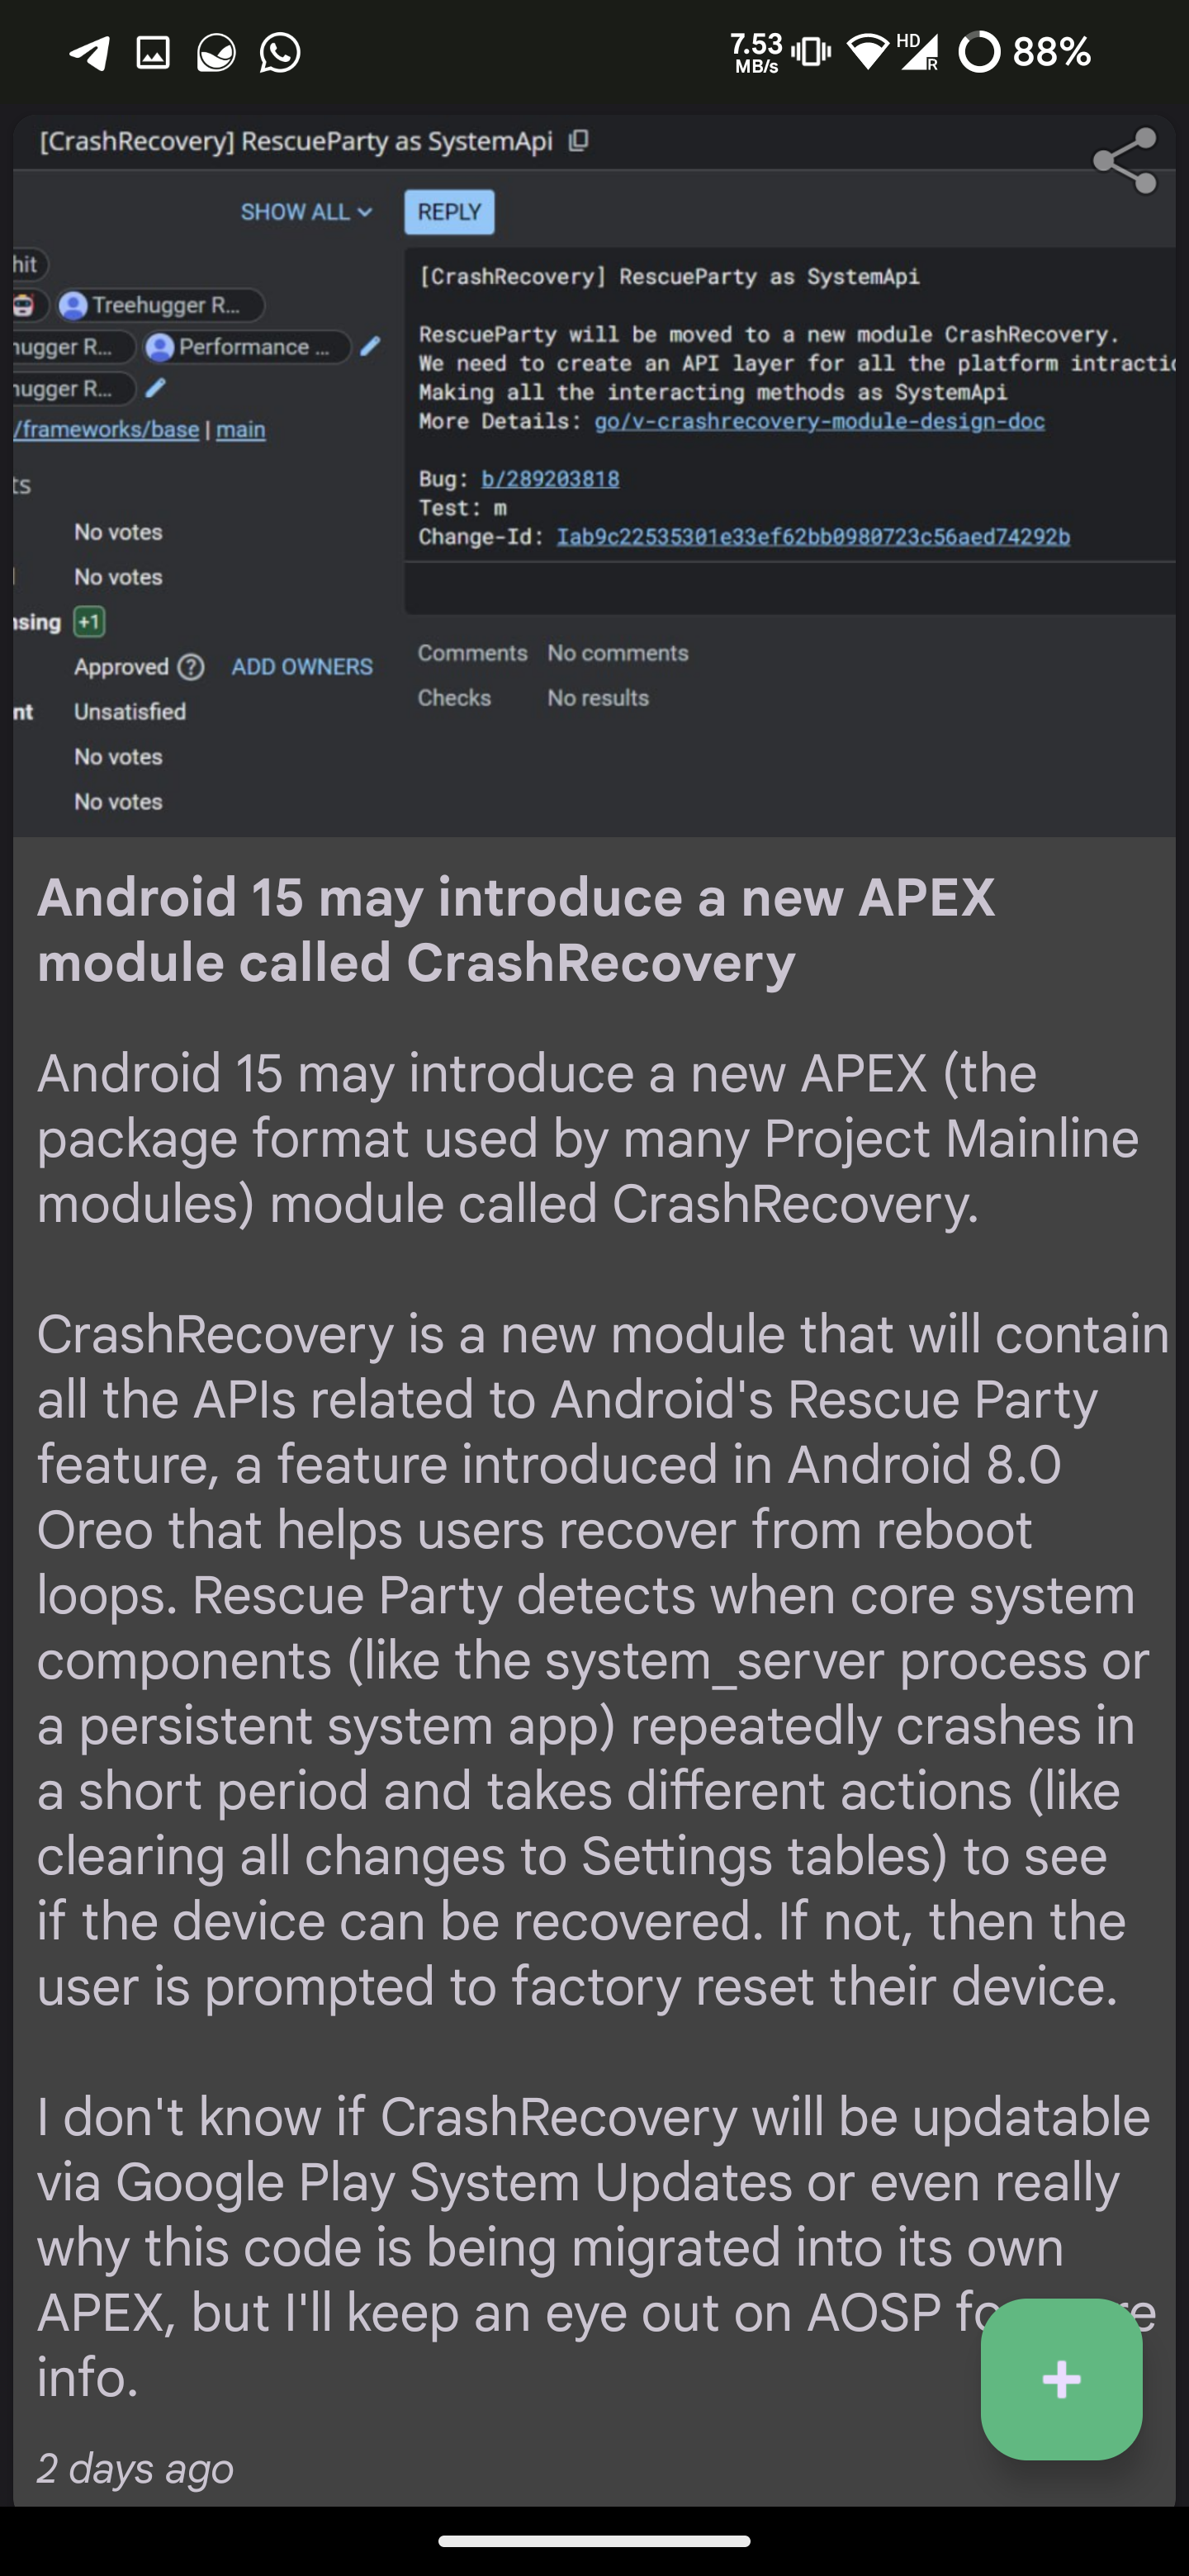 7.53
MB/s
HD
R
88%
[CrashRecovery] RescueParty as SystemApi
SHOW ALL
REPLY
hit
Treehugger R...
nugger R...
Performance ...
nugger R...
/frameworks/base | main
ts
No votes
No votes
nsing +1
Approved ADD OWNERS
nt Unsatisfied
No votes
No votes
[CrashRecovery] RescueParty as SystemApi
RescueParty will be moved to a new module CrashRecovery.
We need to create an API layer for all the platform intractio
Making all the interacting methods as SystemApi
More Details: go/v-crashrecovery-module-design-doc
Bug: b/289203818
Test: m
Change-Id: Iab9c22535301e33ef62bb0980723c56aed74292b
Comments No comments
Checks No results
Android 15 may introduce a new APEX
module called CrashRecovery
Android 15 may introduce a new APEX (the
package format used by many Project Mainline
modules) module called CrashRecovery.
CrashRecovery is a new module that will contain
all the APIs related to Android's Rescue Party
feature, a feature introduced in Android 8.0
Oreo that helps users recover from reboot
loops. Rescue Party detects when core system
components (like the system_server process or
a persistent system app) repeatedly crashes in
a short period and takes different actions (like
clearing all changes to Settings tables) to see
if the device can be recovered. If not, then the
user is prompted to factory reset their device.
I don't know if CrashRecovery will be updatable
via Google Play System Updates or even really
why this code is being migrated into its own
APEX, but I'll keep an eye out on AOSP
info.
2 days ago